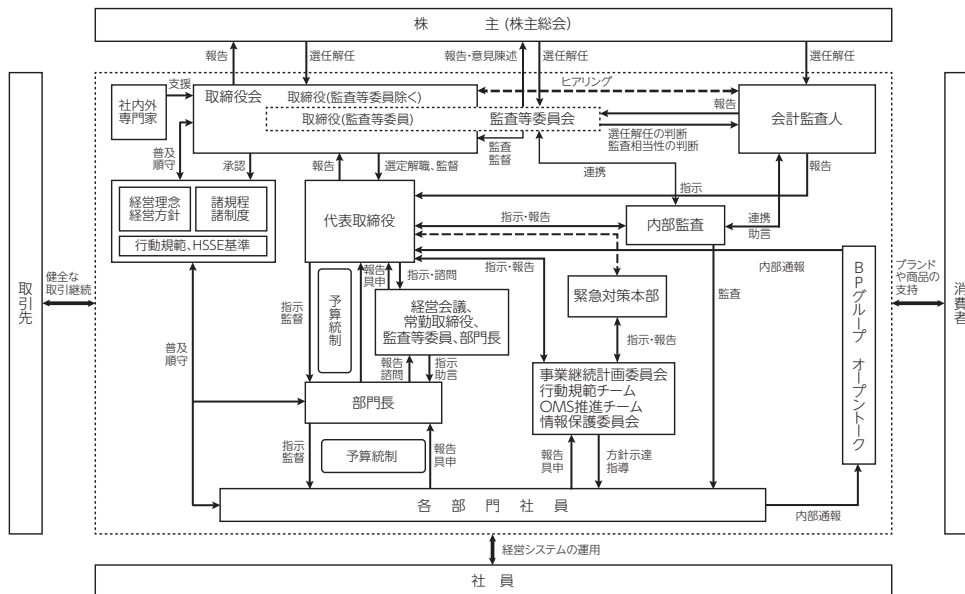 株 主 (株主総会)
報告
選任解任
報告・意見陳述
選任解任
選任解任
支援
ヒアリング
社内外
専門家
取締役会
取締役(監査等委員除く)
取締役(監査等委員)
監査等委員会
報告
会計監査人
選任解任の判断
監査相当性の判断
監査
監督
普及
順守
承認
報告
選定解職、監督
連携
報告
指示
経営理念
経営方針
諸規程
諸制度
行動規範、HSSE基準
代表取締役
指示・報告
内部監査
連携
助言
内部通報
報告
具申
指示・諮問
指示・報告
取引先
健全な
取引継続
指示
監督
予算統制
経営会議、
常勤取締役、
監査等委員、部門長
緊急対策本部
監査
BPグループ オープントーク
ブランド
や商品の
支持
消費者
普及
順守
報告
諮問
指示
助言
指示・報告
部門長
事業継続計画委員会
行動規範チーム
OMS推進チーム
情報保護委員会
指示
監督
予算統制
報告
具申
報告
具申
方針示達
指導
各部門社員
内部通報
経営システムの運用
社員